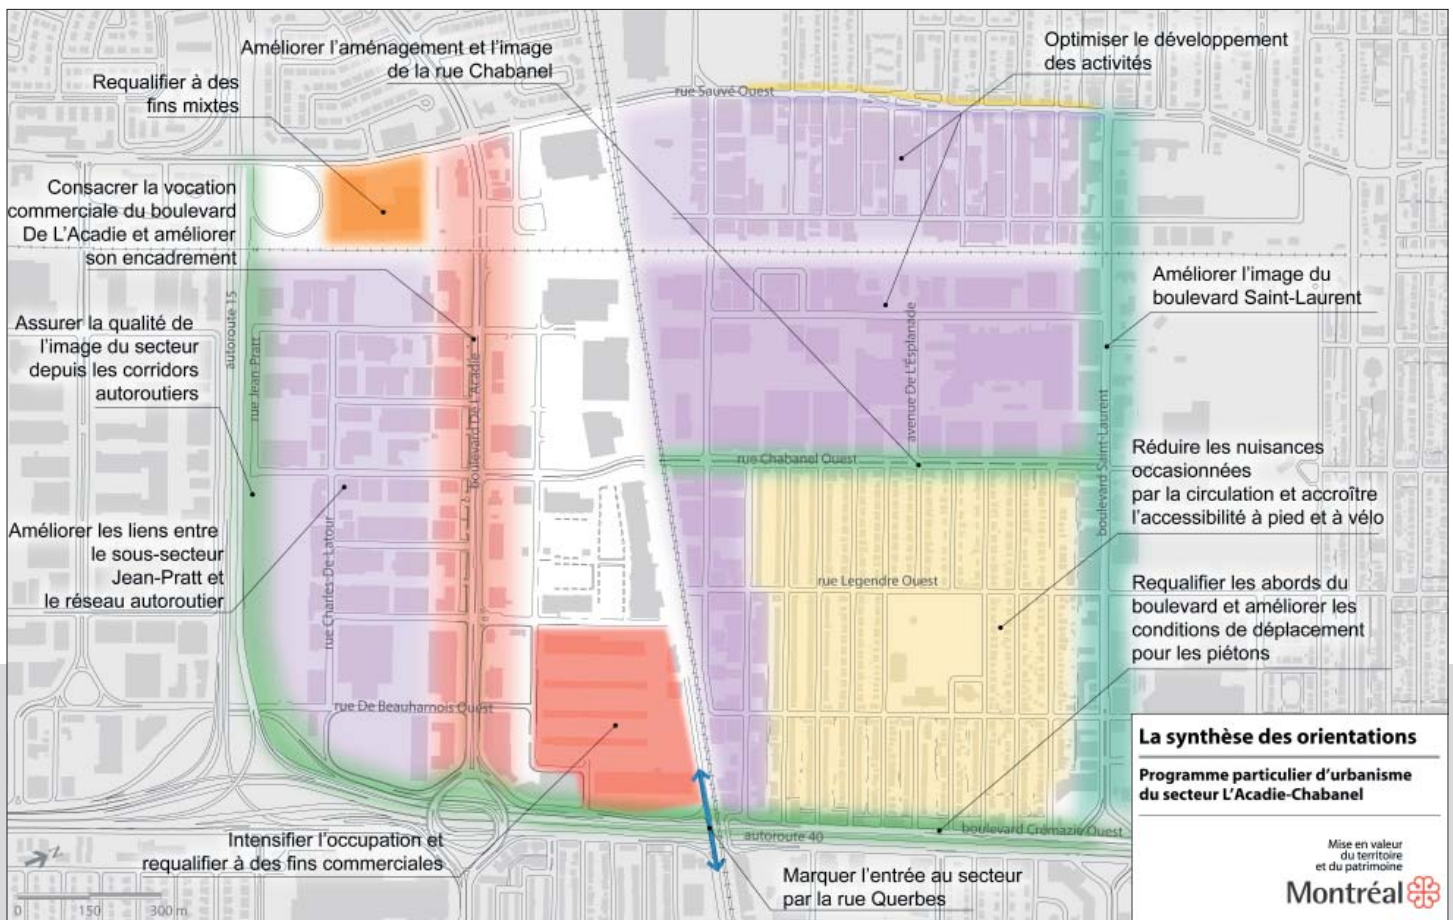 Améliorer l'aménagement et l'image
de la rue Chabanel
Optimiser le développement
des activités
Requalifier à des
fins mixtes
rue Sauvé Ouest
Consacrer la vocation
commerciale du boulevard
De L'Acadie et améliorer
son encadrement
Améliorer l'image du
boulevard Saint-Laurent
Assurer la qualité de
l'image du secteur
depuis les corridors
autoroutiers
autoroute 15
rue Jean-Pratt
boulevard De L'Acadie
avenue De L'Esplanade
boulevard Saint-Laurent
rue Chabanel Ouest
Réduire les nuisances
occasionnées
par la circulation et accroître
l'accessibilité à pied et à vélo
Améliorer les liens entre
le sous-secteur
Jean-Pratt et
le réseau autoroutier
rue Charles-De Latour
rue Legendre Ouest
Requalifier les abords du
boulevard et améliorer les
conditions de déplacement
pour les piétons
rue De Beauharnois Ouest
Intensifier l'occupation et
requalifier à des fins commerciales
autoroute 40
boulevard Crémazie Ouest
Marquer l'entrée au secteur
par la rue Querbes
N
0 150 300 m
La synthèse des orientations
Programme particulier d'urbanisme
du secteur L'Acadie-Chabanel
Mise en valeur
du territoire
et du patrimoine
Montréal